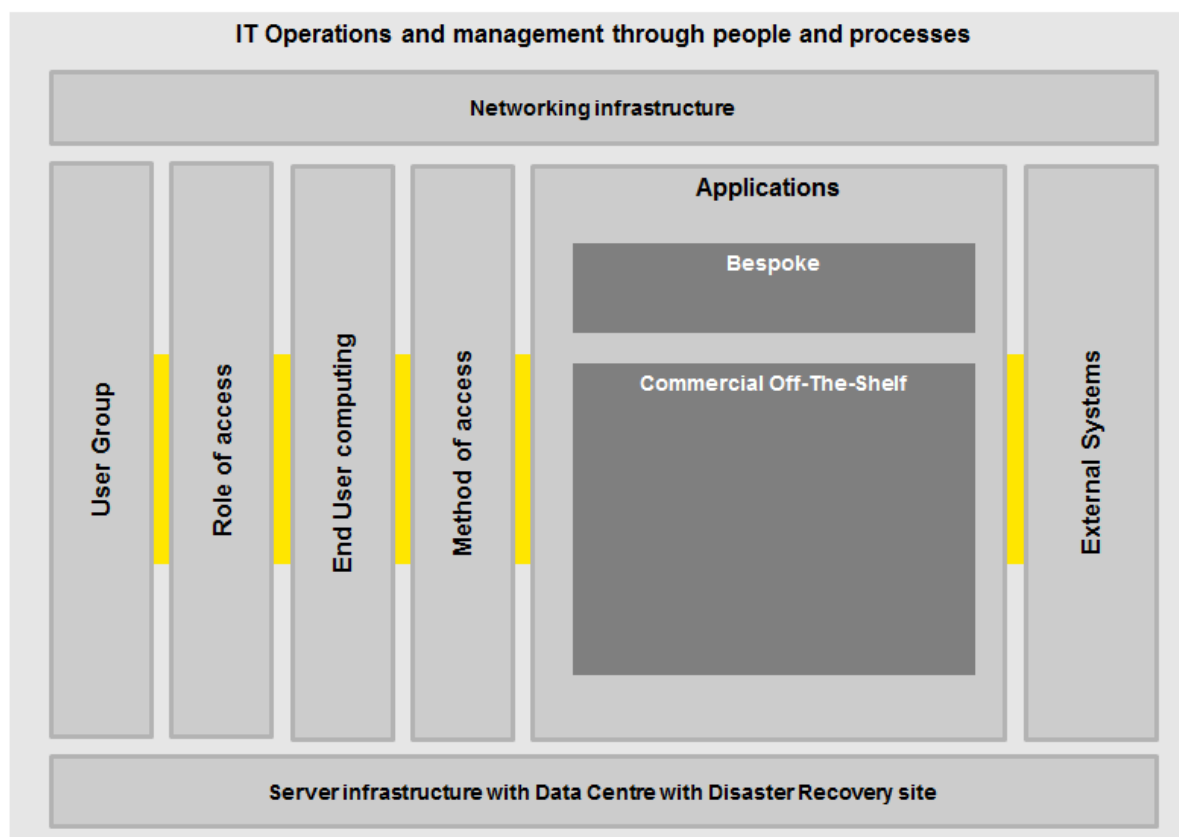 IT Operations and management through people and processes
Networking infrastructure
User Group
Role of access
End User computing
Method of access
Applications
Bespoke
Commercial Off-The-Shelf
External Systems
Server infrastructure with Data Centre with Disaster Recovery site